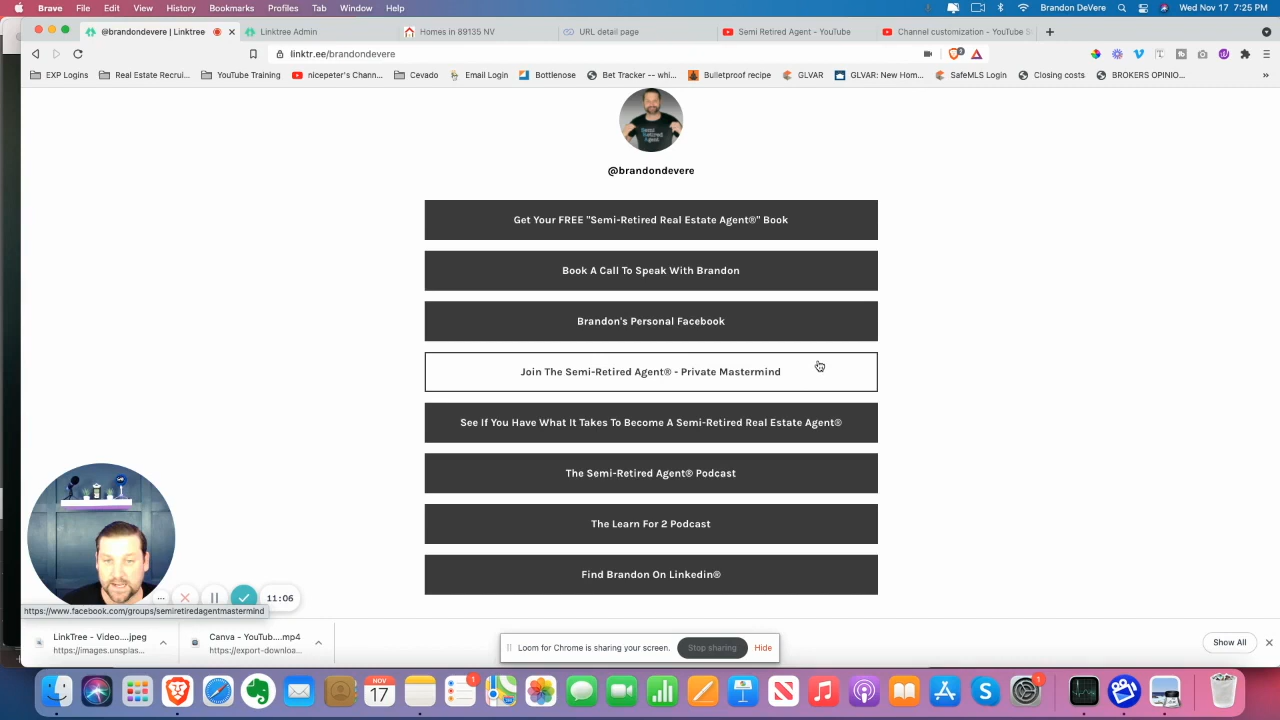 Brave File Edit View History Bookmarks Profiles Tab Window Help
Brandon DeVere Wed Nov 17 7:25 PM
@brandondevere | Linktree
Linktree Admin
Homes in 89135 NV
URL detail page
Semi Retired Agent - YouTube
Channel customization - YouTube S
linktr.ee/brandondevere
EXP Logins
Real Estate Recrui...
YouTube Training
nicepeter's Chann...
Cevado
Email Login
Bottlenose
Bet Tracker -- whi...
Bulletproof recipe
GLVAR
GLVAR: New Hom...
SafeMLS Login
Closing costs
BROKERS OPINIO...
Semi
Retired
Agent
@brandondevere
Get Your FREE "Semi-Retired Real Estate Agent®" Book
Book A Call To Speak With Brandon
Brandon's Personal Facebook
Join The Semi-Retired Agent® - Private Mastermind
See If You Have What It Takes To Become A Semi-Retired Real Estate Agent®
The Semi-Retired Agent® Podcast
The Learn For 2 Podcast
Find Brandon On Linkedin®
11:06
https://www.facebook.com/groups/semiretiredagentmastermind
LinkTree - Video....jpeg
https://images.unsplas...
Canva - YouTub....mp4
https://export-downloa...
Loom for Chrome is sharing your screen.
Stop sharing
Hide
Show All
NOV
17
1
1